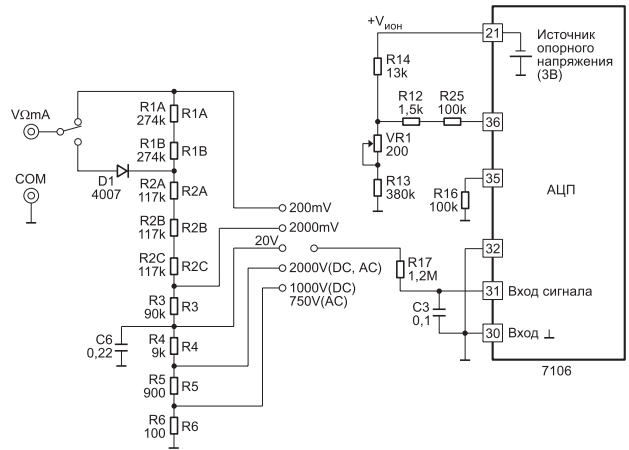 +Vион
21
Источник
опорного
напряжения
(3В)
R14
13k
R12
1,5k
R25
100k
36
VΩmA
R1A
274k
R1A
R1B
274k
R1B
VR1
200
COM
D1
4007
R2A
117k
R2A
35
АЦП
R13
380k
R16
100k
R2B
117k
R2B
200mV
2000mV
20V
32
R2C
117k
R2C
2000V(DC, AC)
R17
1,2M
1000V(DC)
750V(AC)
31
Вход сигнала
R3
90k
R3
C3
0,1
30
Вход ⊥
C6
0,22
R4
9k
R4
7106
R5
900
R5
R6
100
R6